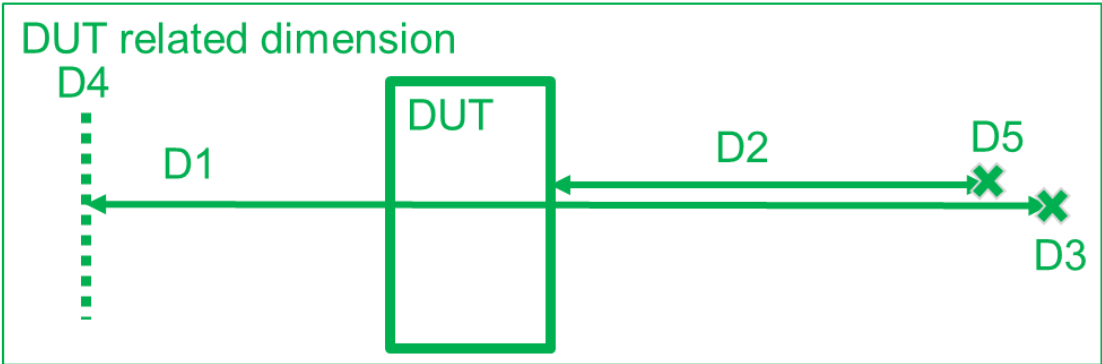 DUT related dimension
D4
DUT
D1
D2
D5
D3